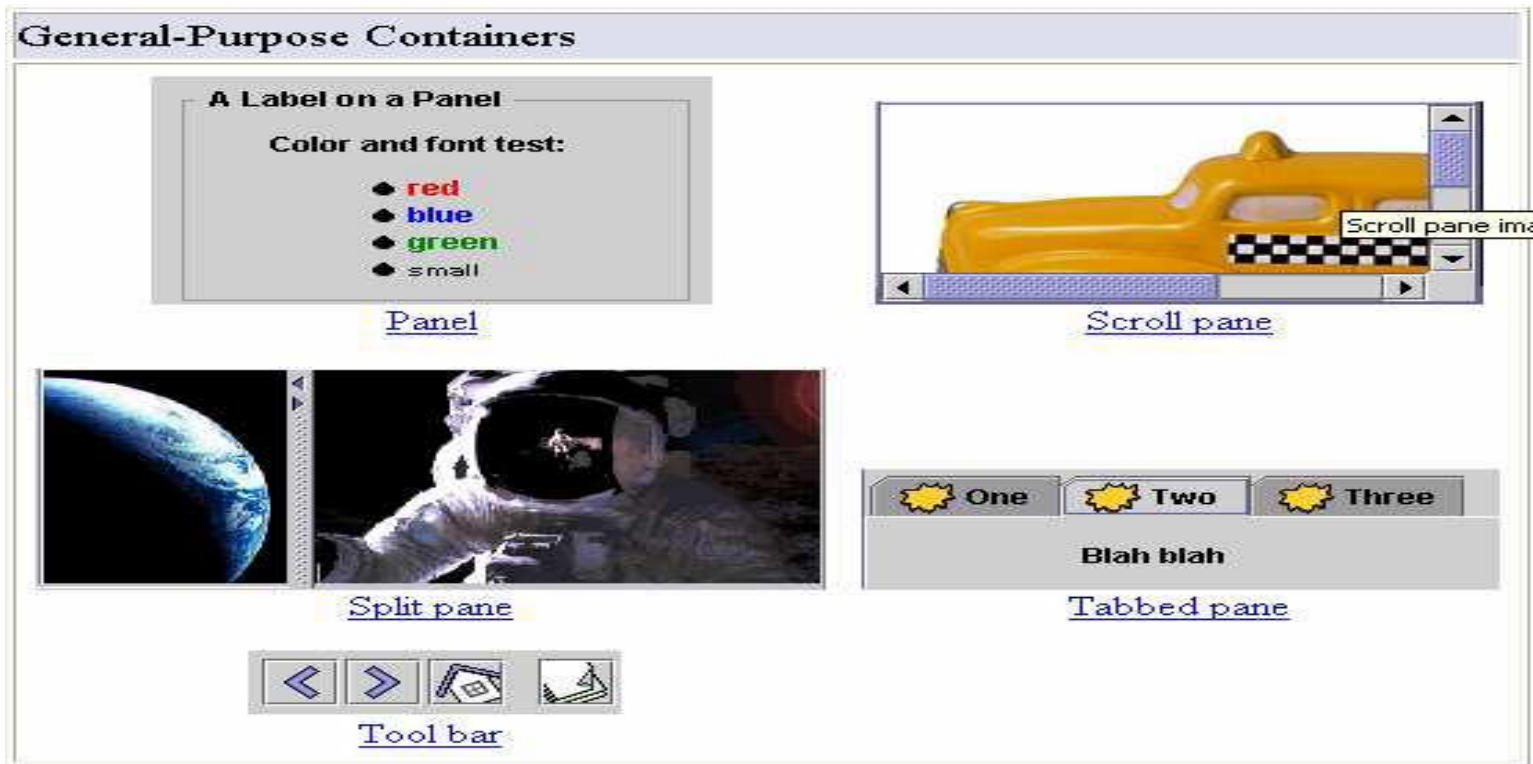 General-Purpose Containers
A Label on a Panel
Color and font test:
red
blue
green
small
Panel
Scroll pane
Scroll pane
One Two Three
Blah blah
Split pane
Tabbed pane
Tool bar